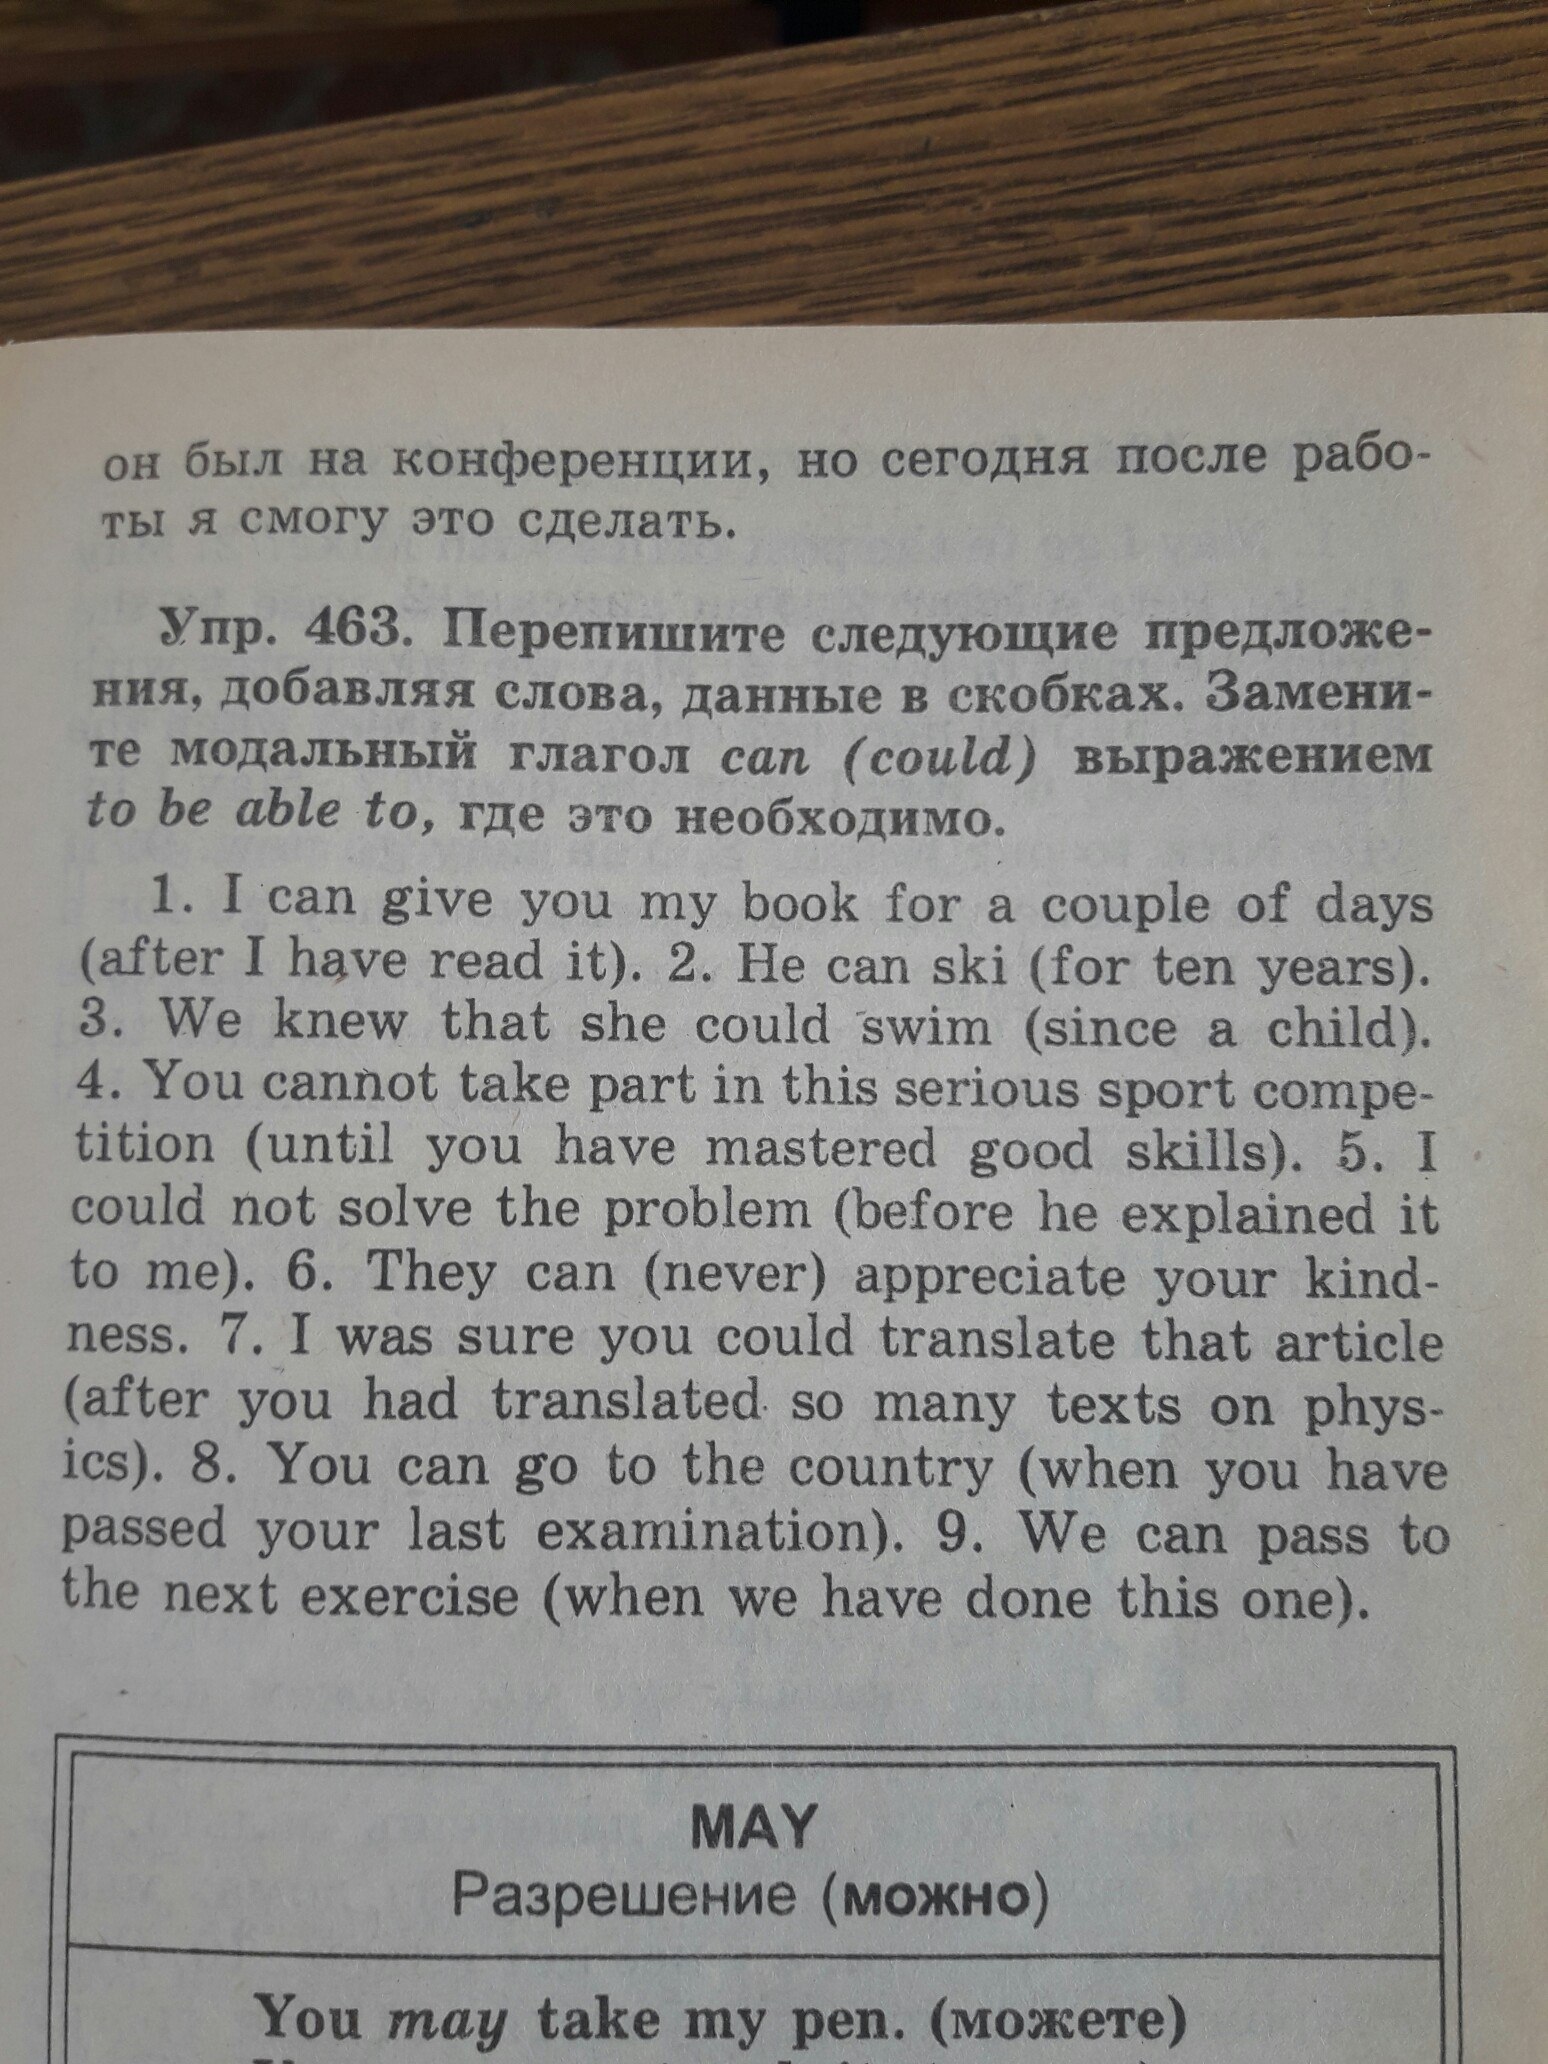 он был на конференции, но сегодня после рабо-
ты я смогу это сделать.
Упр. 463. Перепишите следующие предложе-
ния, добавляя слова, данные в скобках. Замени-
те модальный глагол can (could) выражением
to be able to, где это необходимо.
1. I can give you my book for a couple of days
(after I have read it). 2. He can ski (for ten years).
3. We knew that she could swim (since a child).
4. You cannot take part in this serious sport compe-
tition (until you have mastered good skills). 5. I
could not solve the problem (before he explained it
to me). 6. They can (never) appreciate your kind-
ness. 7. I was sure you could translate that article
(after you had translated so many texts on phys-
ics). 8. You can go to the country (when you have
passed your last examination). 9. We can pass to
the next exercise (when we have done this one).
MAY
Разрешение (можно)
You may take my pen. (можете)